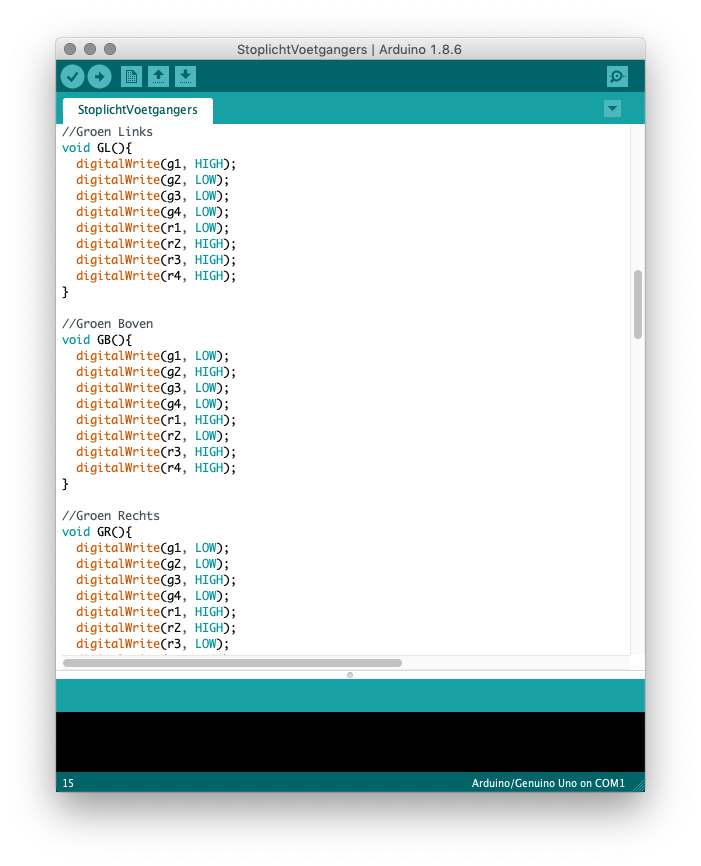 StoplichtVoetgangers | Arduino 1.8.6
StoplichtVoetgangers
//Groen Links
void GL(){
  digitalWrite(g1, HIGH);
  digitalWrite(g2, LOW);
  digitalWrite(g3, LOW);
  digitalWrite(g4, LOW);
  digitalWrite(r1, LOW);
  digitalWrite(r2, HIGH);
  digitalWrite(r3, HIGH);
  digitalWrite(r4, HIGH);
}
//Groen Boven
void GB(){
  digitalWrite(g1, LOW);
  digitalWrite(g2, HIGH);
  digitalWrite(g3, LOW);
  digitalWrite(g4, LOW);
  digitalWrite(r1, HIGH);
  digitalWrite(r2, LOW);
  digitalWrite(r3, HIGH);
  digitalWrite(r4, HIGH);
}
//Groen Rechts
void GR(){
  digitalWrite(g1, LOW);
  digitalWrite(g2, LOW);
  digitalWrite(g3, HIGH);
  digitalWrite(g4, LOW);
  digitalWrite(r1, HIGH);
  digitalWrite(r2, HIGH);
  digitalWrite(r3, LOW);
15
Arduino/Genuino Uno on COM1